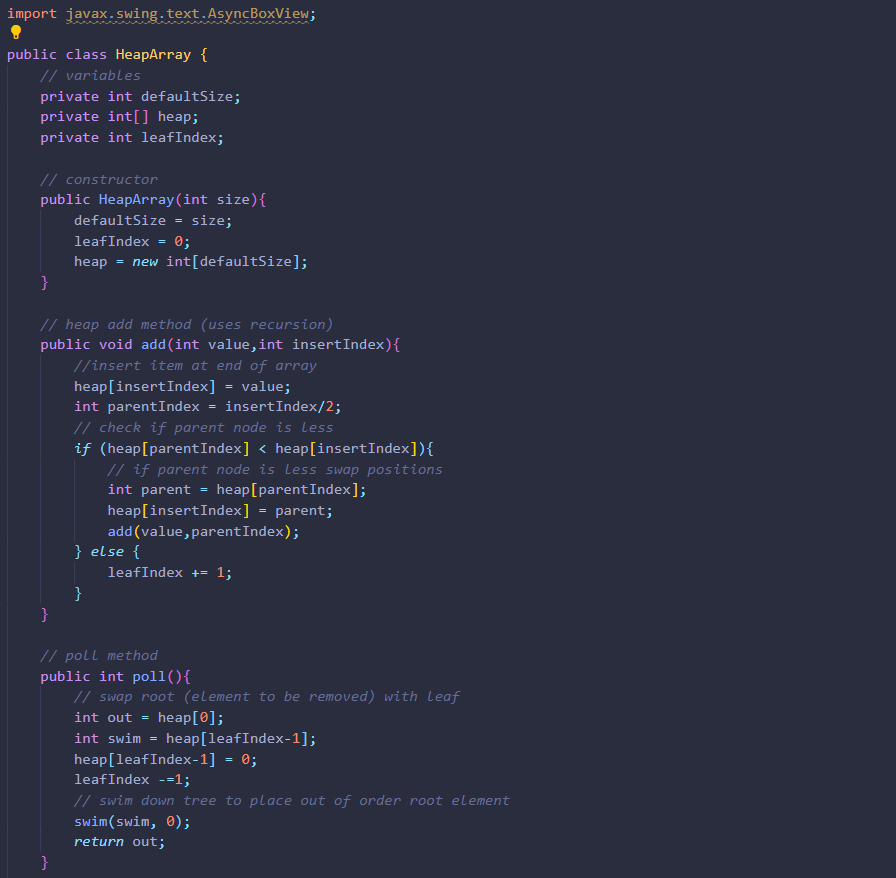 import javax.swing.text.AsyncBoxView;
public class HeapArray {
    // variables
    private int defaultSize;
    private int[] heap;
    private int leafIndex;

    // constructor
    public HeapArray(int size){
        defaultSize = size;
        leafIndex = 0;
        heap = new int[defaultSize];
    }

    // heap add method (uses recursion)
    public void add(int value,int insertIndex){
        //insert item at end of array
        heap[insertIndex] = value;
        int parentIndex = insertIndex/2;
        // check if parent node is less
        if (heap[parentIndex] < heap[insertIndex]){
            // if parent node is less swap positions
            int parent = heap[parentIndex];
            heap[insertIndex] = parent;
            add(value,parentIndex);
        } else {
            leafIndex += 1;
        }
    }

    // poll method
    public int poll(){
        // swap root (element to be removed) with leaf
        int out = heap[0];
        int swim = heap[leafIndex-1];
        heap[leafIndex-1] = 0;
        leafIndex -=1;
        // swim down tree to place out of order root element
        swim(swim, 0);
        return out;
    }